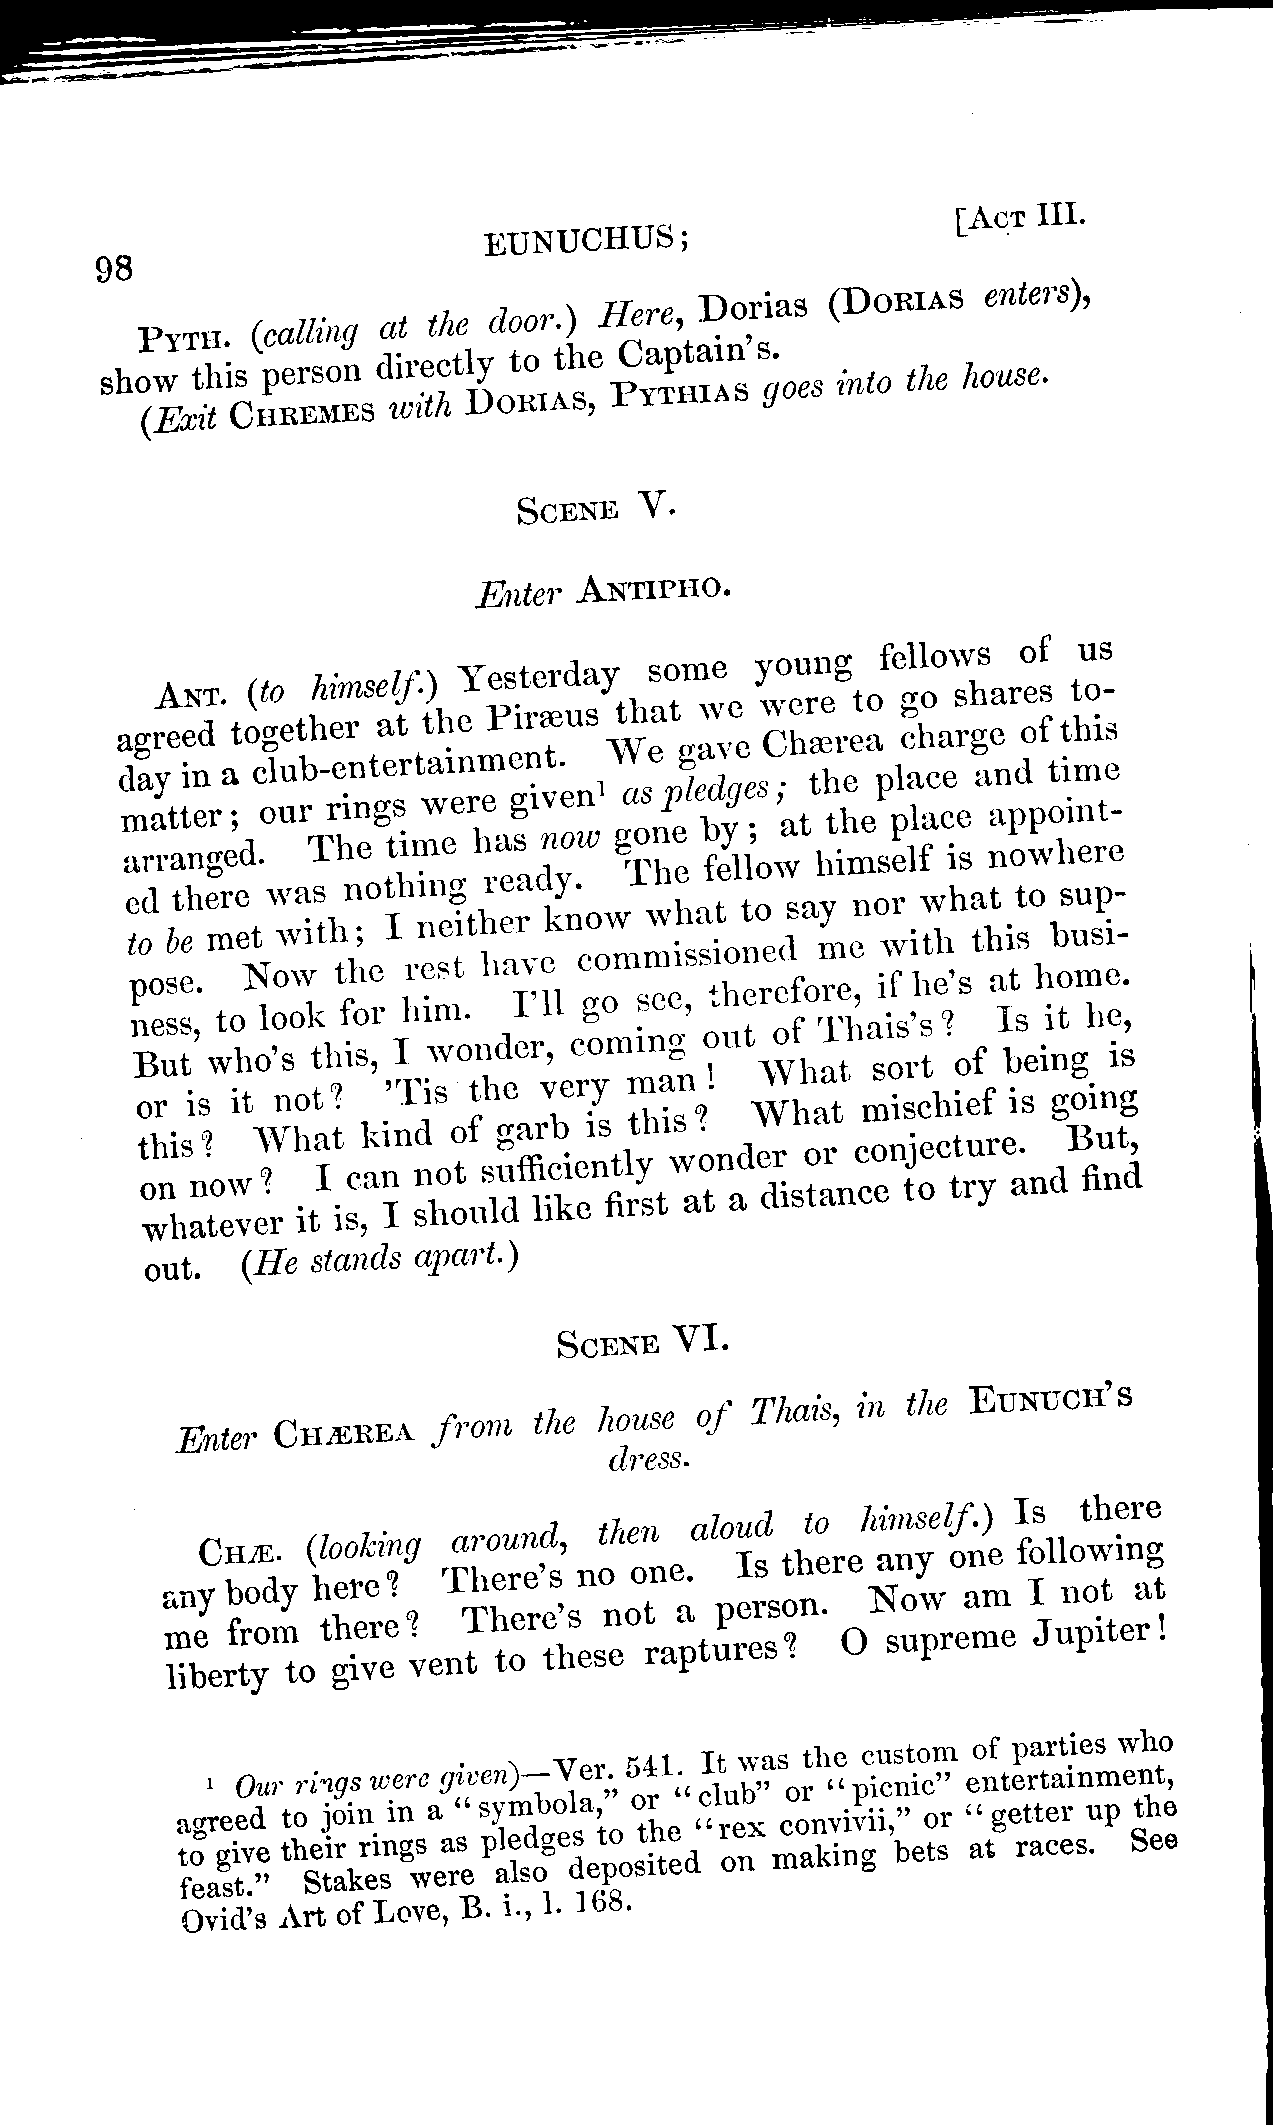 98 EUNUCHUS; [ACT III.
PYTH. (calling at the door.) Here, Dorias (DORIAS enters),
show this person directly to the Captain's.
(Exit CHREMES with DORIAS, PYTHIAS goes into the house.
SCENE V.
Enter ANTIPHO.
ANT. (to himself.) Yesterday some young fellows of us
agreed together at the Piræus that we were to go shares to-
day in a club-entertainment. We gave Chærea charge of this
matter; our rings were given¹ as pledges; the place and time
arranged. The time has now gone by; at the place appoint-
ed there was nothing ready. The fellow himself is nowhere
to be met with; I neither know what to say nor what to sup-
pose. Now the rest have commissioned me with this busi-
ness, to look for him. I'll go see, therefore, if he's at home.
But who's this, I wonder, coming out of Thais's? Is it he,
or is it not? 'Tis the very man! What sort of being is
this? What kind of garb is this? What mischief is going
on now? I can not sufficiently wonder or conjecture. But,
whatever it is, I should like first at a distance to try and find
out. (He stands apart.)
SCENE VI.
Enter CHÆREA from the house of Thais, in the EUNUCH'S
dress.
CHÆ. (looking around, then aloud to himself.) Is there
any body here? There's no one. Is there any one following
me from there? There's not a person. Now am I not at
liberty to give vent to these raptures? O supreme Jupiter!
¹ Our rings were given)—Ver. 541. It was the custom of parties who
agreed to join in a "symbola," or "club" or "picnic" entertainment,
to give their rings as pledges to the "rex convivii," or "getter up the
feast." Stakes were also deposited on making bets at races. See
Ovid's Art of Love, B. i., l. 168.